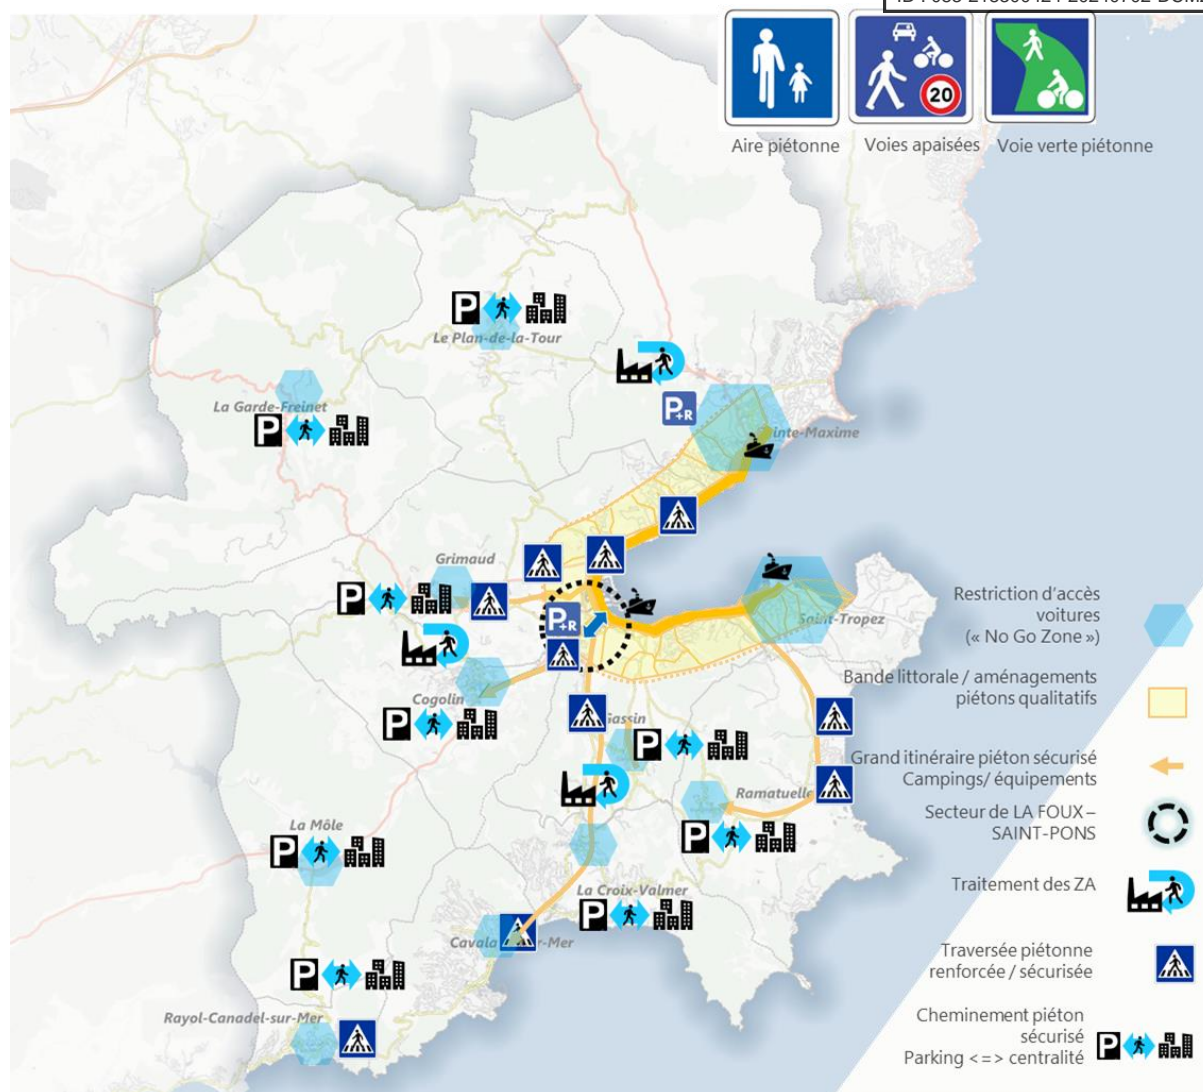 Aire piétonne
Voies apaisées
20
Voie verte piétonne
P
Le Plan-de-la-Tour
La Garde-Freinet
P
P+R
Sainte-Maxime
Grimaud
P
P+R
Saint-Tropez
Cogolin
P
Gassin
P
Ramatuelle
P
La Môle
P
La Croix-Valmer
P
P
Rayol-Canadel-sur-Mer
Restriction d'accès
voitures
(« No Go Zone »)
Bande littorale / aménagements
piétons qualitatifs
Grand itinéraire piéton sécurisé
Campings/ équipements
Secteur de LA FOUX –
SAINT-PONS
Traitement des ZA
Traversée piétonne
renforcée / sécurisée
Cheminement piéton
sécurisé
Parking <=> centralité
P